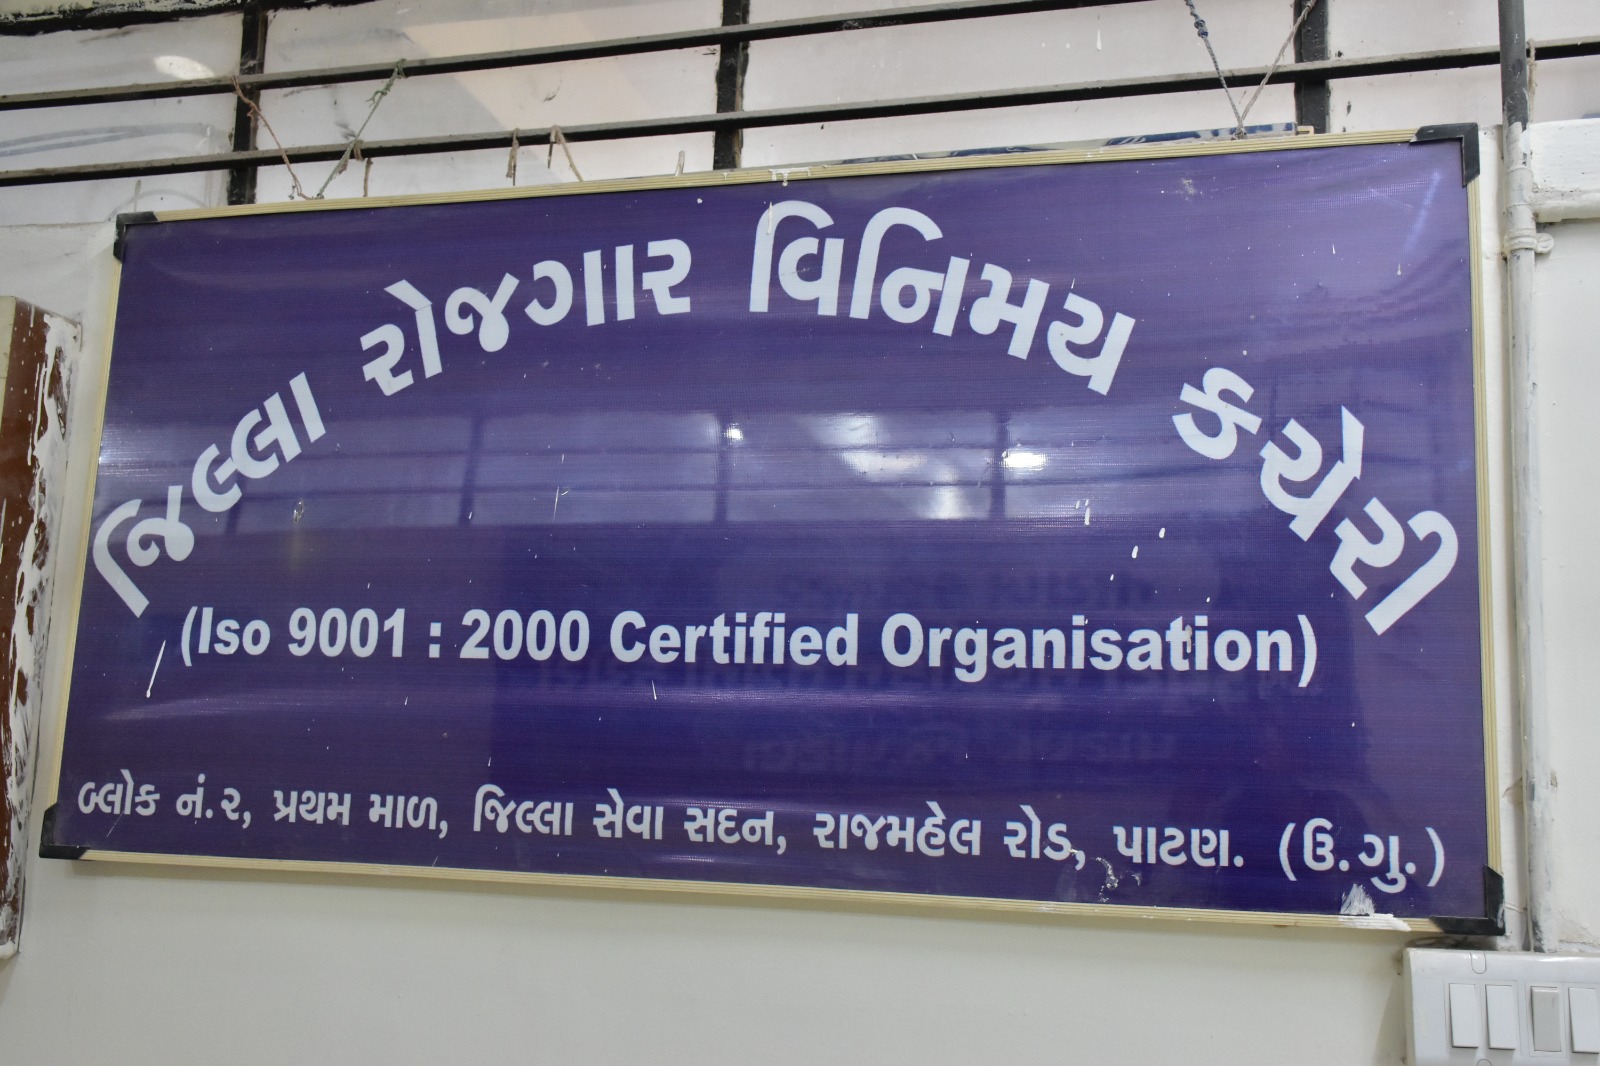 જિલ્લા રોજગાર વિનિમય કચેરી
(Iso 9001 : 2000 Certified Organisation)
બ્લોક નં.૨, પ્રથમ માળ, જિલ્લા સેવા સદન, રાજમહેલ રોડ, પાટણ. (ઉ.ગુ.)